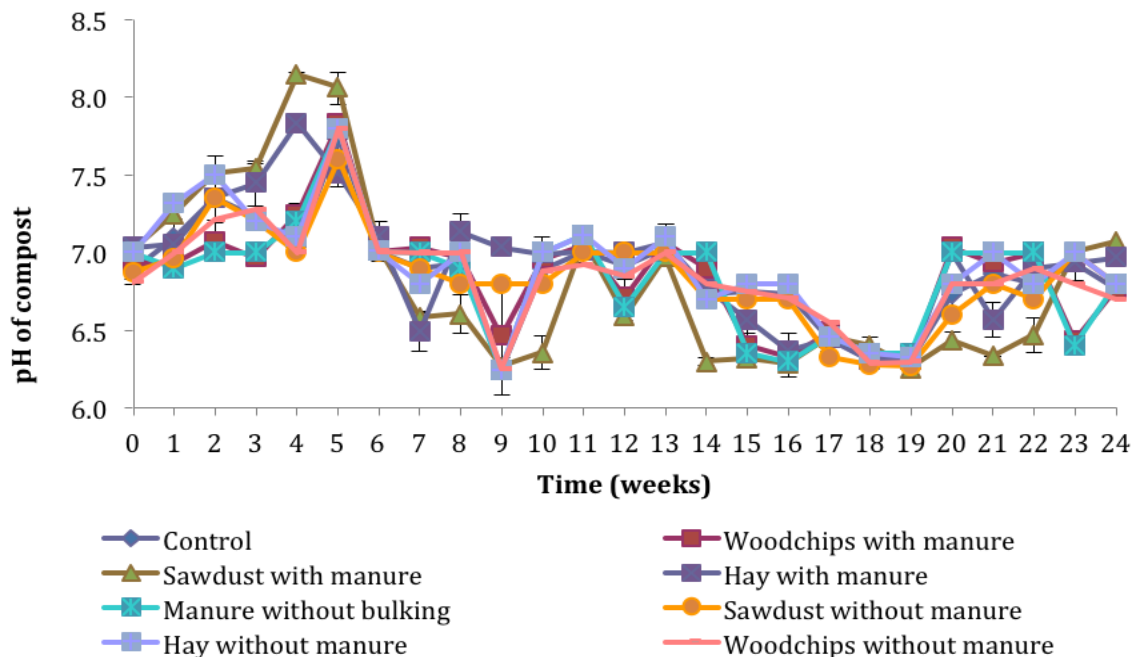 8.5
8.0
7.5
7.0
6.5
6.0
pH of compost
0 1 2 3 4 5 6 7 8 9 10 11 12 13 14 15 16 17 18 19 20 21 22 23 24
Time (weeks)
Control
Woodchips with manure
Sawdust with manure
Hay with manure
Manure without bulking
Sawdust without manure
Hay without manure
Woodchips without manure